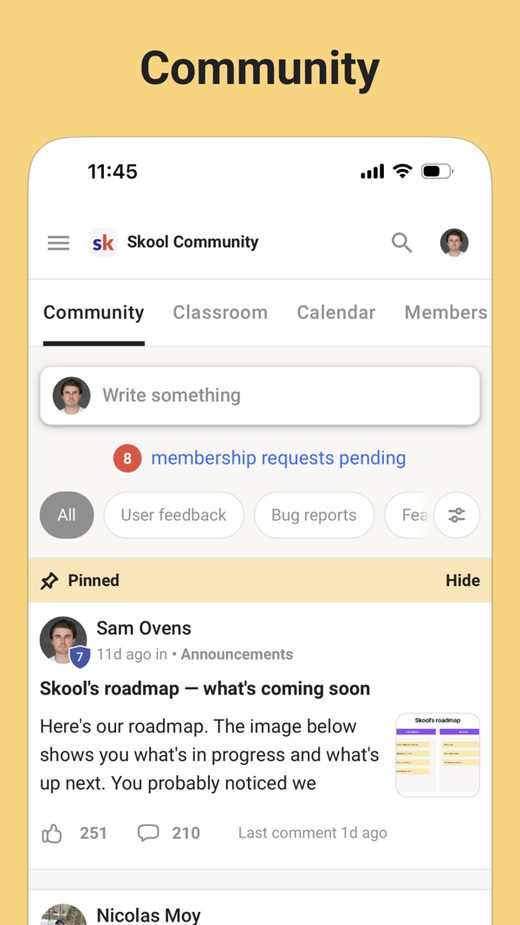 Community
11:45
sk Skool Community
Community Classroom Calendar Members
Write something
8 membership requests pending
All User feedback Bug reports Fea
Pinned Hide
Sam Ovens
7 11d ago in • Announcements
Skool's roadmap — what's coming soon
Here's our roadmap. The image below
shows you what's in progress and what's
up next. You probably noticed we
Skool's roadmap
251 210 Last comment 1d ago
Nicolas Moy